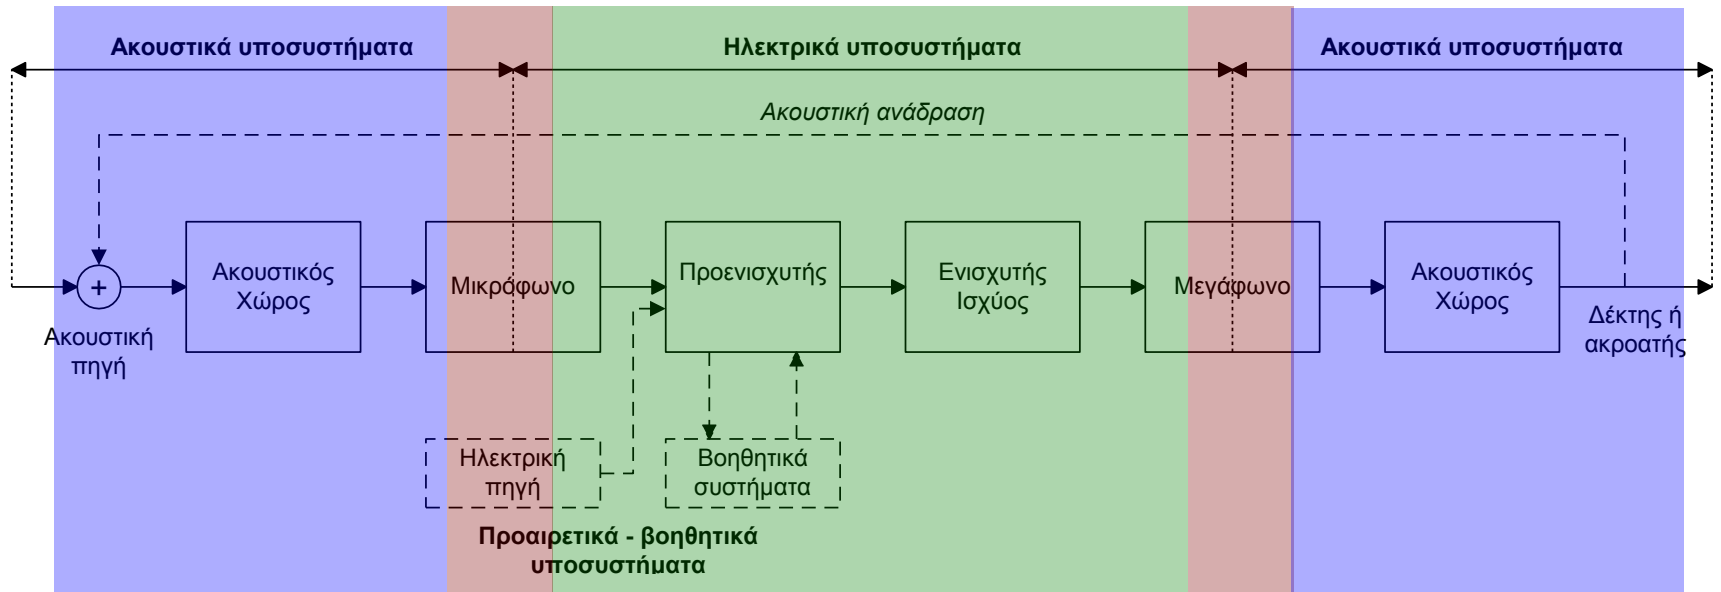 Ακουστικά υποσυστήματα
Ηλεκτρικά υποσυστήματα
Ακουστικά υποσυστήματα
Ακουστική ανάδραση
+
Ακουστική
πηγή
Ακουστικός
Χώρος
Μικρόφωνο
Προενισχυτής
Ενισχυτής
Ισχύος
Μεγάφωνο
Ακουστικός
Χώρος
Δέκτης ή
ακροατής
Ηλεκτρική
πηγή
Βοηθητικά
συστήματα
Προαιρετικά - βοηθητικά
υποσυστήματα